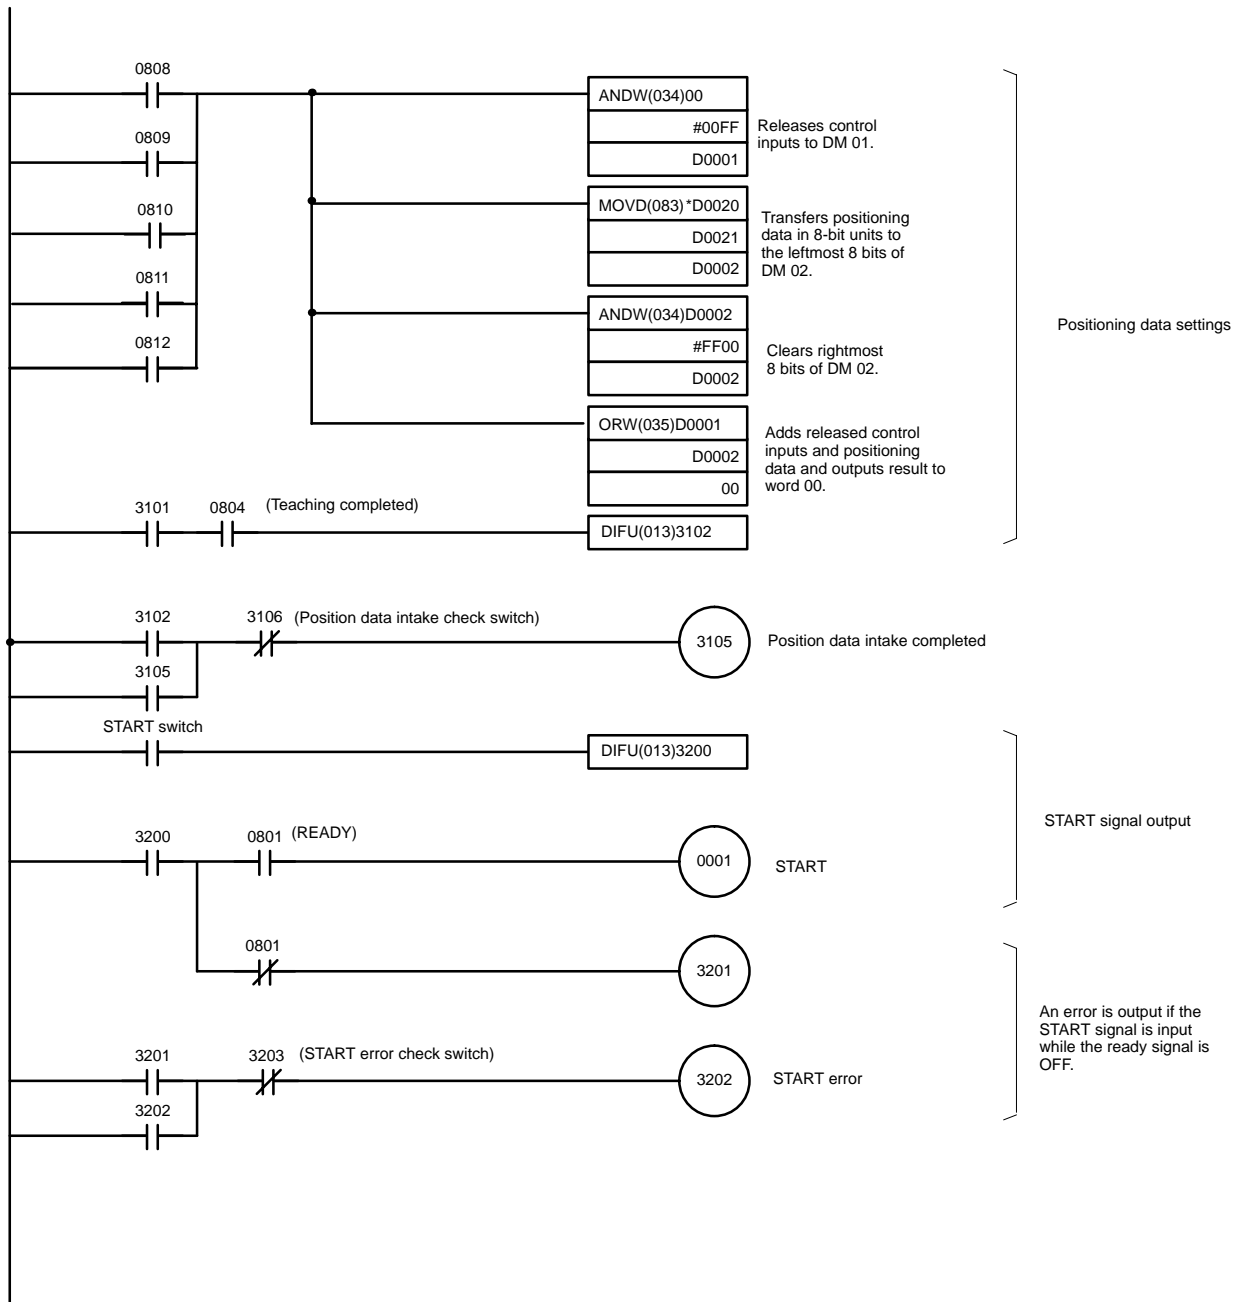 0808
ANDW(034)00
#00FF
D0001
Releases control
inputs to DM 01.
0809
0810
MOVD(083)*D0020
D0021
D0002
Transfers positioning
data in 8-bit units to
the leftmost 8 bits of
DM 02.
0811
ANDW(034)D0002
#FF00
D0002
Clears rightmost
8 bits of DM 02.
Positioning data settings
0812
ORW(035)D0001
D0002
00
Adds released control
inputs and positioning
data and outputs result to
word 00.
3101
0804
(Teaching completed)
DIFU(013)3102
3102
3106
(Position data intake check switch)
3105
Position data intake completed
3105
START switch
DIFU(013)3200
START signal output
3200
0801
(READY)
0001
START
0801
3201
An error is output if the
START signal is input
while the ready signal is
OFF.
3201
3203
(START error check switch)
3202
START error
3202